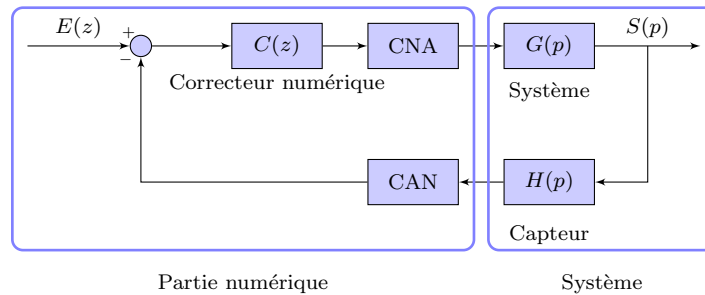 E(z)
+
−
C(z)
CNA
G(p)
S(p)
Correcteur numérique
Système
CAN
H(p)
Capteur
Partie numérique
Système